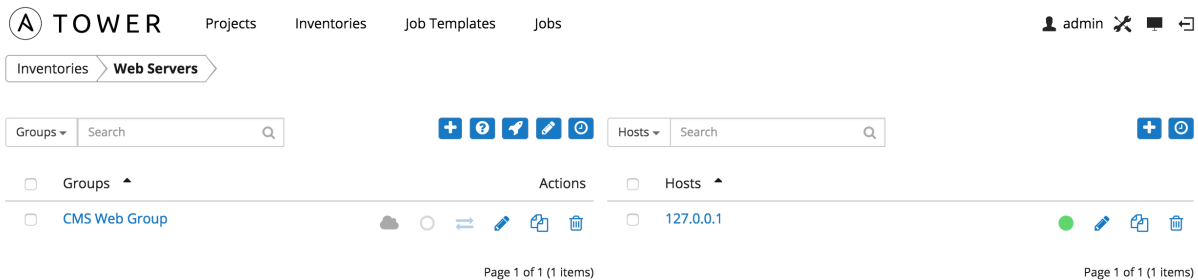 TOWER Projects Inventories Job Templates Jobs admin
Inventories Web Servers
Groups Search Hosts Search
Groups Actions Hosts
CMS Web Group 127.0.0.1
Page 1 of 1 (1 items) Page 1 of 1 (1 items)